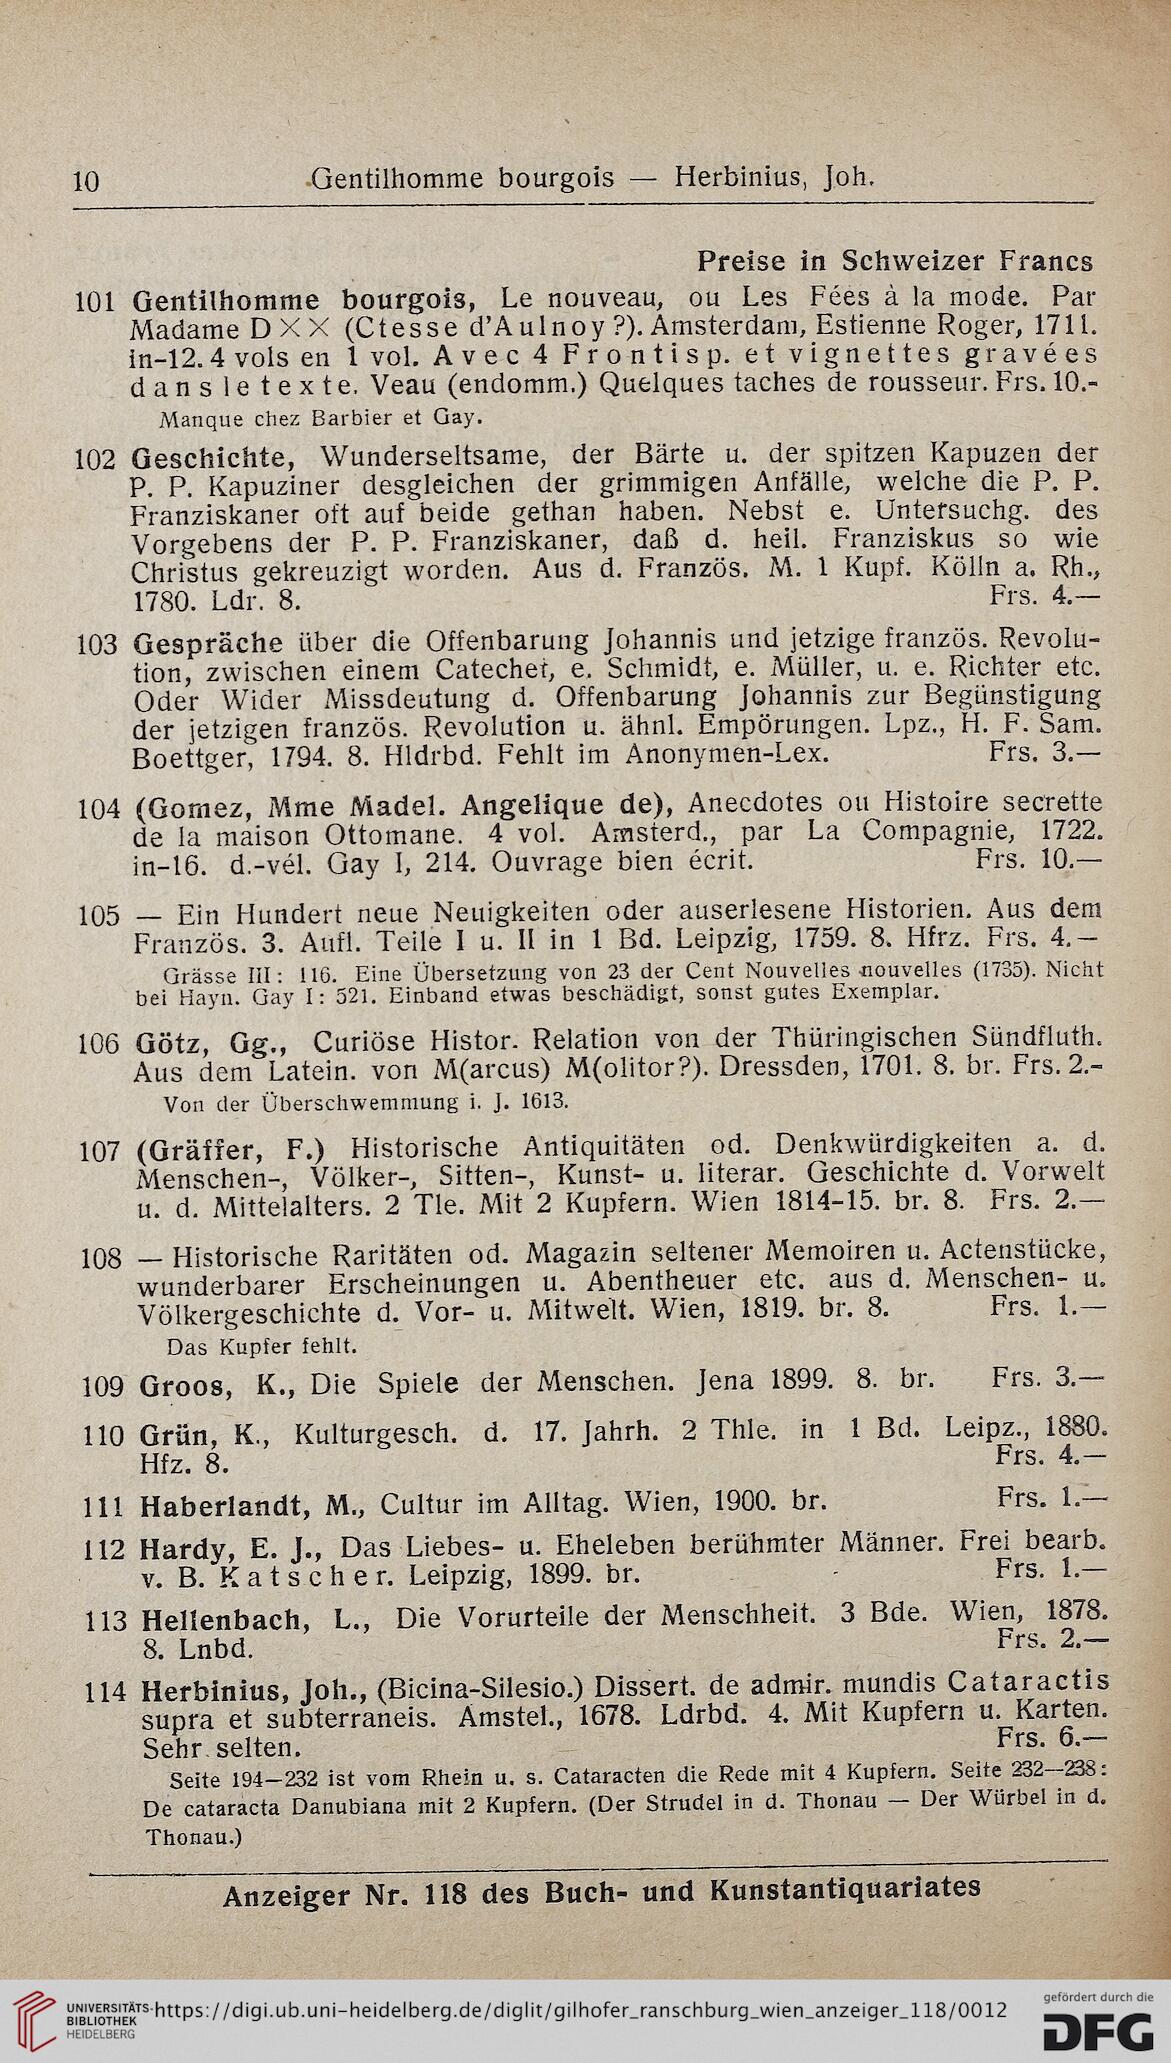 10 Gentilhomme bourgois — Herbinius, Joh.
Preise in Schweizer Francs
101 Gentilhomme bourgois, Le nouveau, ou Les Fées à la mode. Par
Madame D×× (Ctesse d'Aulnoy?). Amsterdam, Estienne Roger, 1711.
in-12. 4 vols en 1 vol. Avec 4 Frontisp. et vignettes gravées
dans le texte. Veau (endomm.) Quelques taches de rousseur. Frs. 10.-
Manque chez Barbier et Gay.
102 Geschichte, Wunderseltsame, der Bärte u. der spitzen Kapuzen der
P. P. Kapuziner desgleichen der grimmigen Anfälle, welche die P. P.
Franziskaner oft auf beide gethan haben. Nebst e. Untersuchg. des
Vorgebens der P. P. Franziskaner, daß d. heil. Franziskus so wie
Christus gekreuzigt worden. Aus d. Französ. M. 1 Kupf. Kölln a. Rh.,
1780. Ldr. 8. Frs. 4.—
103 Gespräche über die Offenbarung Johannis und jetzige französ. Revolu-
tion, zwischen einem Catechet, e. Schmidt, e. Müller, u. e. Richter etc.
Oder Wider Missdeutung d. Offenbarung Johannis zur Begünstigung
der jetzigen französ. Revolution u. ähnl. Empörungen. Lpz., H. F. Sam.
Boettger, 1794. 8. Hldrbd. Fehlt im Anonymen-Lex. Frs. 3.—
104 (Gomez, Mme Madel. Angelique de), Anecdotes ou Histoire secrette
de la maison Ottomane. 4 vol. Amsterd., par La Compagnie, 1722.
in-16. d.-vél. Gay I, 214. Ouvrage bien écrit. Frs. 10.—
105 — Ein Hundert neue Neuigkeiten oder auserlesene Historien. Aus dem
Französ. 3. Aufl. Teile I u. II in 1 Bd. Leipzig, 1759. 8. Hfrz. Frs. 4.—
Grässe III: 116. Eine Übersetzung von 23 der Cent Nouvelles nouvelles (1735). Nicht
bei Hayn. Gay I: 521. Einband etwas beschädigt, sonst gutes Exemplar.
106 Götz, Gg., Curiöse Histor. Relation von der Thüringischen Sündfluth.
Aus dem Latein. von M(arcus) M(olitor?). Dressden, 1701. 8. br. Frs. 2.-
Von der Überschwemmung i. J. 1613.
107 (Gräffer, F.) Historische Antiquitäten od. Denkwürdigkeiten a. d.
Menschen-, Völker-, Sitten-, Kunst- u. literar. Geschichte d. Vorwelt
u. d. Mittelalters. 2 Tle. Mit 2 Kupfern. Wien 1814-15. br. 8. Frs. 2.—
108 — Historische Raritäten od. Magazin seltener Memoiren u. Actenstücke,
wunderbarer Erscheinungen u. Abentheuer etc. aus d. Menschen- u.
Völkergeschichte d. Vor- u. Mitwelt. Wien, 1819. br. 8. Frs. 1.—
Das Kupfer fehlt.
109 Groos, K., Die Spiele der Menschen. Jena 1899. 8. br. Frs. 3.—
110 Grün, K., Kulturgesch. d. 17. Jahrh. 2 Thle. in 1 Bd. Leipz., 1880.
Hfz. 8. Frs. 4.—
111 Haberlandt, M., Cultur im Alltag. Wien, 1900. br. Frs. 1.—
112 Hardy, E. J., Das Liebes- u. Eheleben berühmter Männer. Frei bearb.
v. B. Katscher. Leipzig, 1899. br. Frs. 1.—
113 Hellenbach, L., Die Vorurteile der Menschheit. 3 Bde. Wien, 1878.
8. Lnbd. Frs. 2.—
114 Herbinius, Joh., (Bicina-Silesio.) Dissert. de admir. mundis Cataractis
supra et subterraneis. Amstel., 1678. Ldrbd. 4. Mit Kupfern u. Karten.
Sehr selten. Frs. 6.—
Seite 194—232 ist vom Rhein u. s. Cataracten die Rede mit 4 Kupfern. Seite 232—238:
De cataracta Danubiana mit 2 Kupfern. (Der Strudel in d. Thonau — Der Würbel in d.
Thonau.)
Anzeiger Nr. 118 des Buch- und Kunstantiquariates
UNIVERSITÄTS-
BIBLIOTHEK
HEIDELBERG
https://digi.ub.uni-heidelberg.de/diglit/gilhofer_ranschburg_wien_anzeiger_118/0012
gefördert durch die
DFG